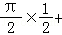 π/2 × 1/2 +